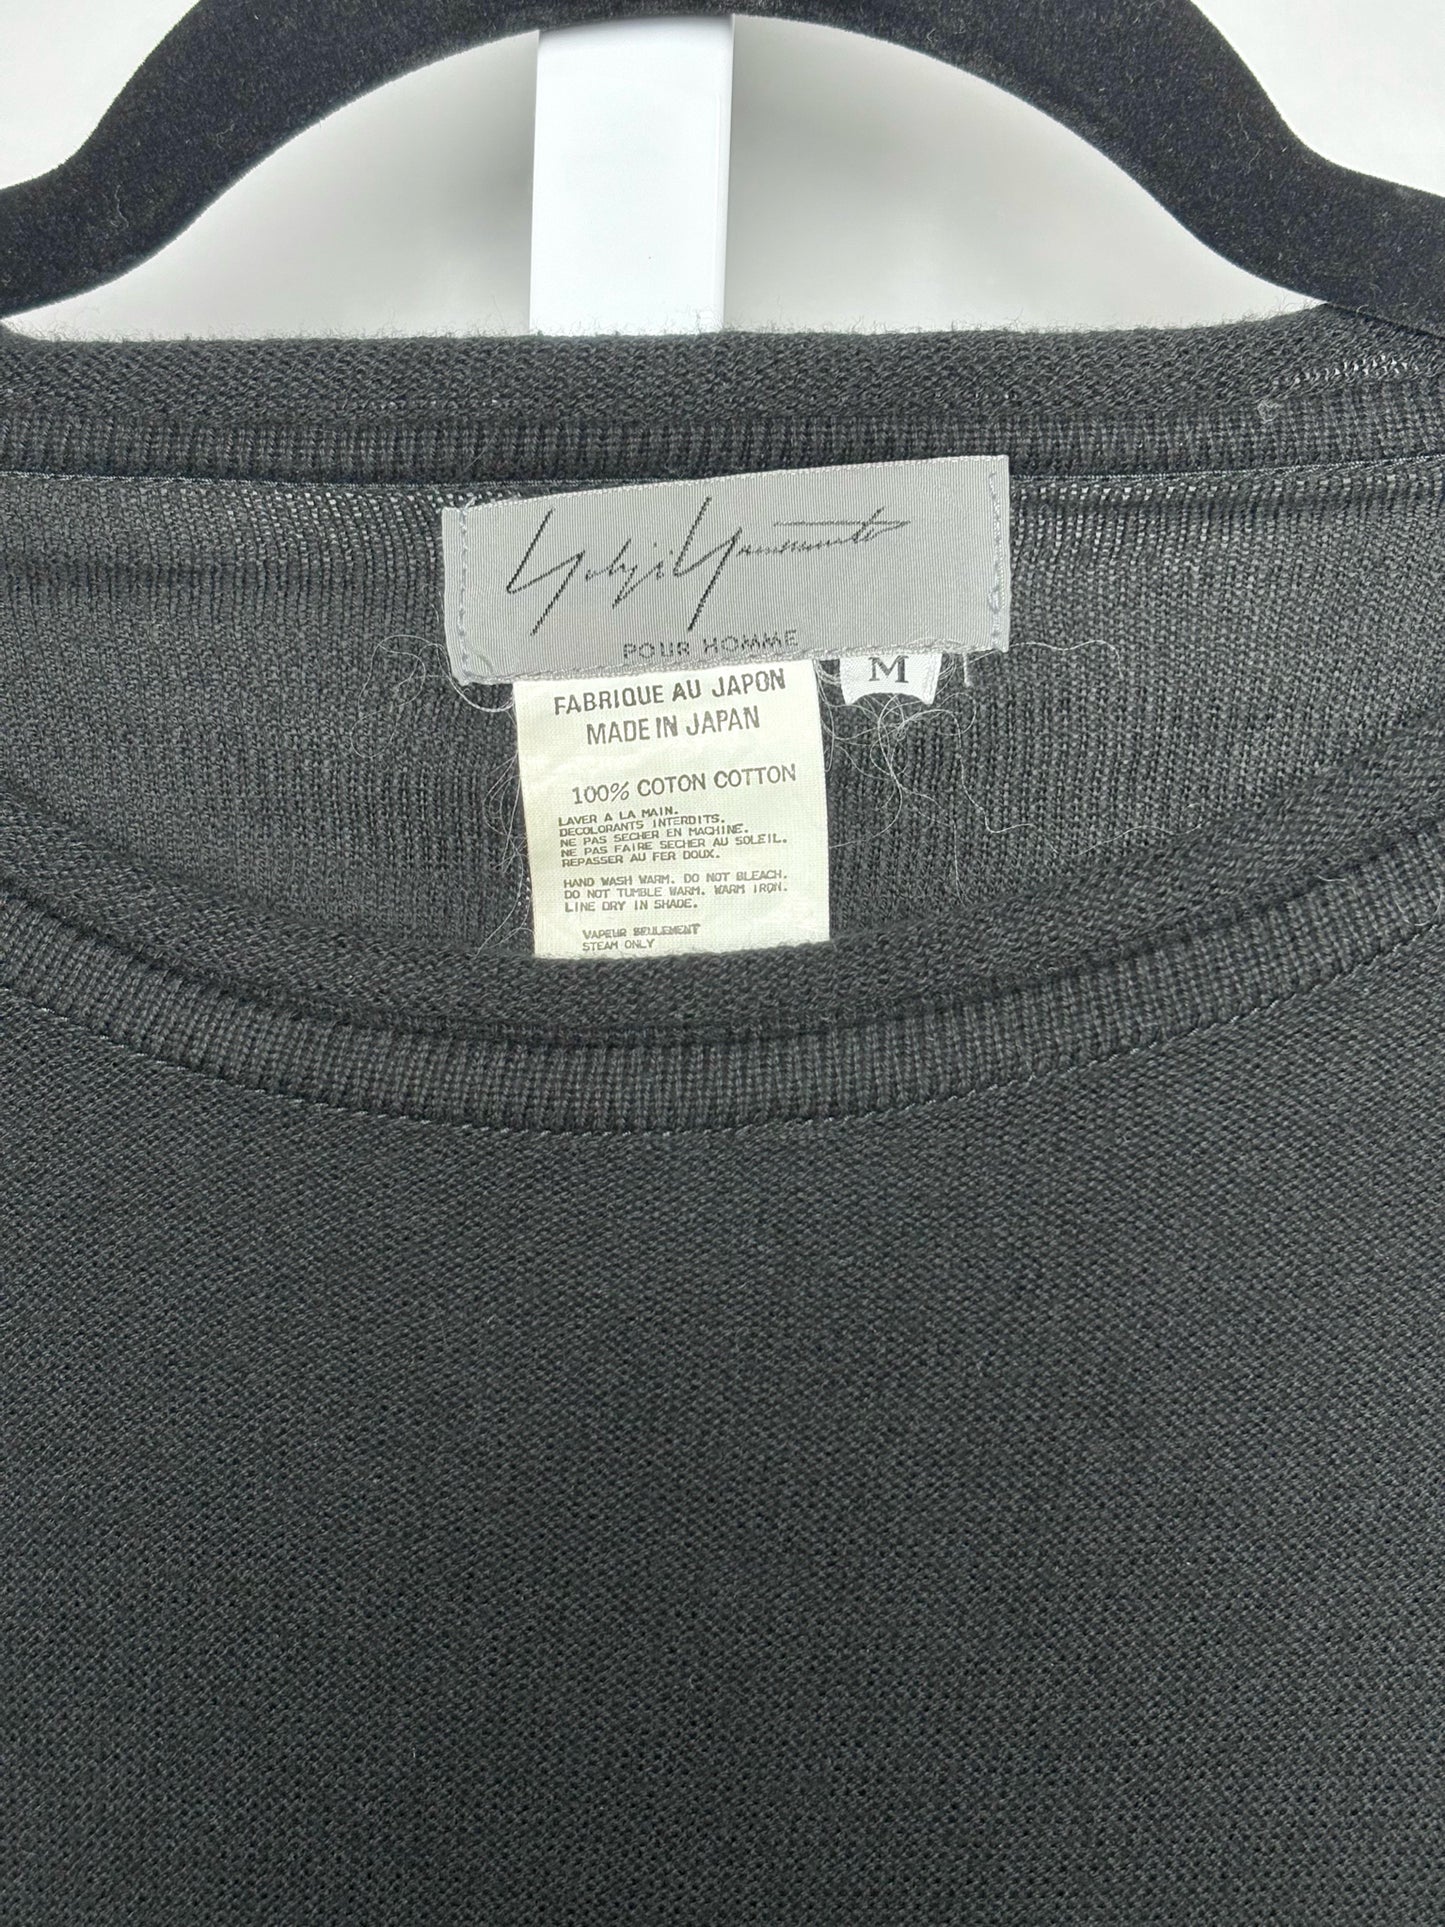 Yohji Yamamoto
POUR HOMME
M
FABRIQUE AU JAPON
MADE IN JAPAN
100% COTON COTTON
LAVER A LA MAIN.
DECOLORANTS INTERDITS.
NE PAS SECHER EN MACHINE.
NE PAS FAIRE SECHER AU SOLEIL.
REPASSER AU FER DOUX.
HAND WASH WARM. DO NOT BLEACH.
DO NOT TUMBLE WARM. WARM IRON.
LINE DRY IN SHADE.
VAPEUR SEULEMENT
STEAM ONLY